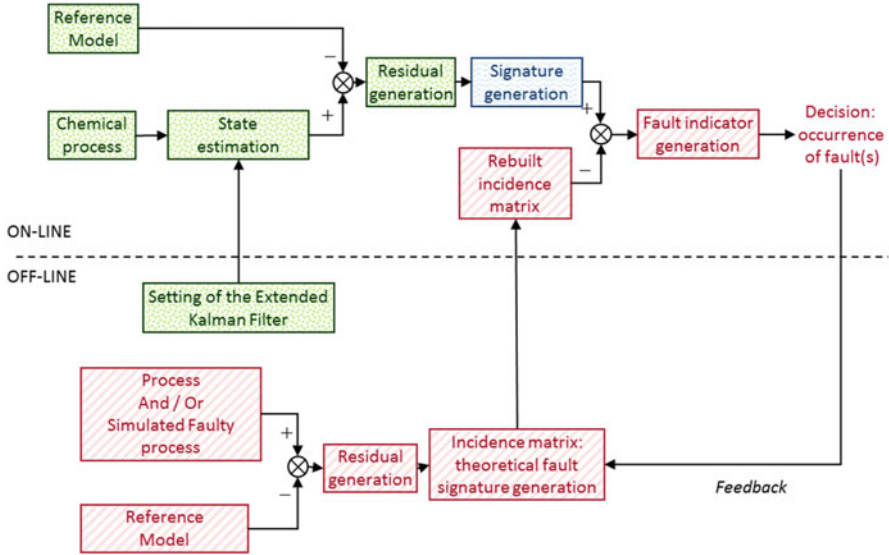 Reference
Model
−
Residual
generation
Signature
generation
+
Chemical
process
State
estimation
+
Fault indicator
generation
Decision:
occurrence
of fault(s)
Rebuilt
incidence
matrix
−
ON-LINE
OFF-LINE
Setting of the Extended
Kalman Filter
Process
And / Or
Simulated Faulty
process
+
Residual
generation
Incidence matrix:
theoretical fault
signature generation
Feedback
−
Reference
Model